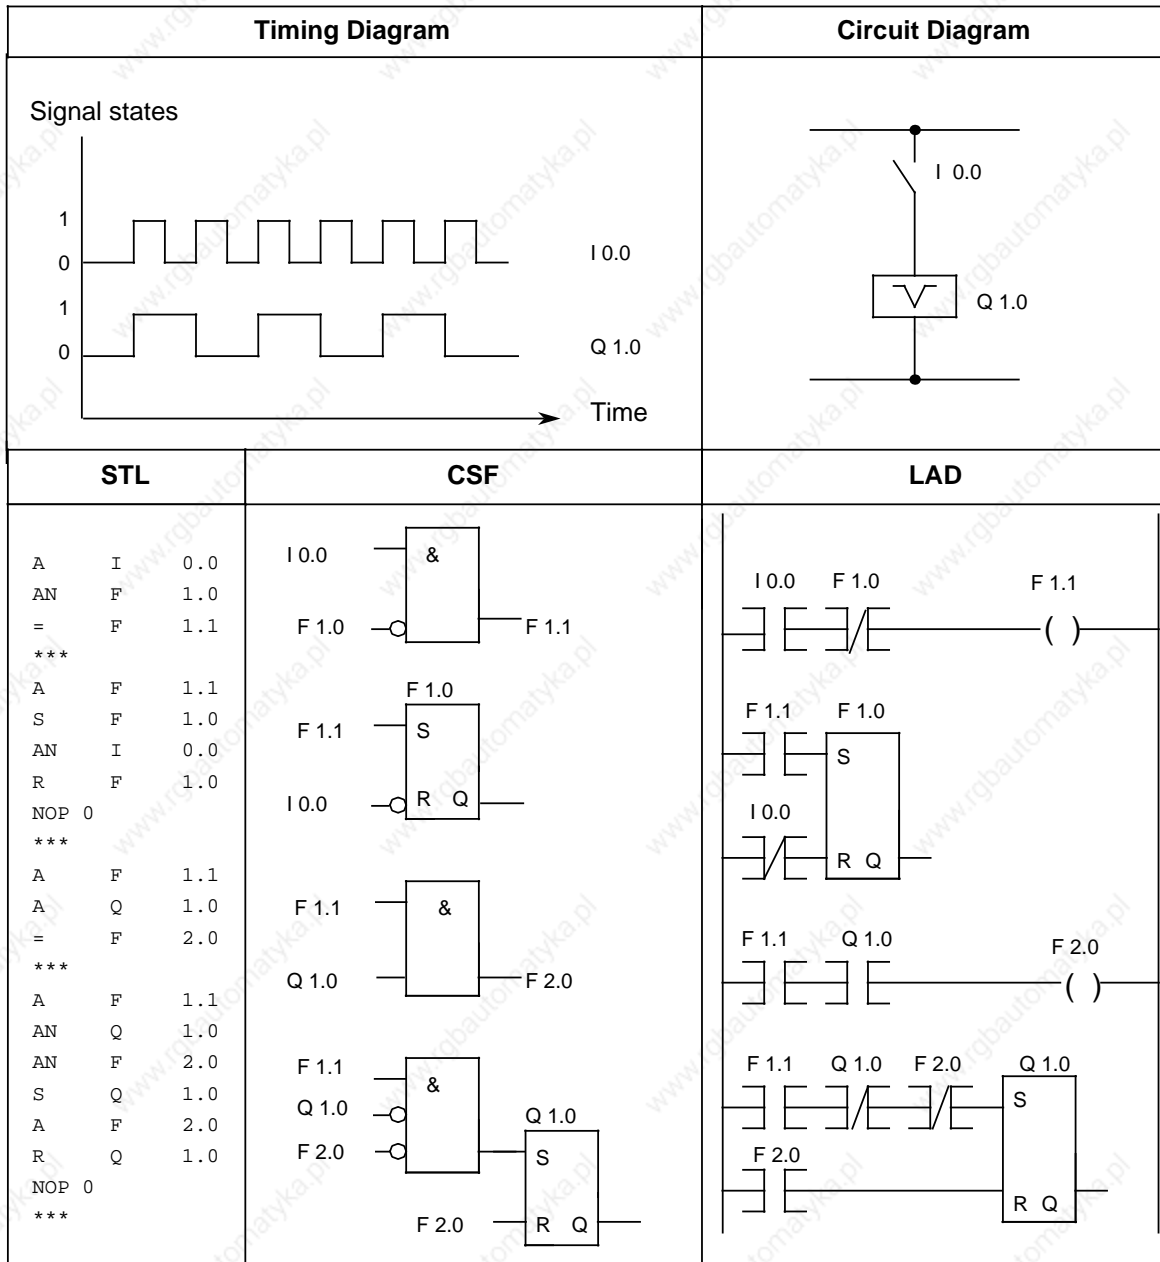 Timing Diagram
Circuit Diagram
Signal states
1
0
I 0.0
1
0
Q 1.0
Time
I 0.0
Q 1.0
STL
CSF
LAD
A I 0.0
AN F 1.0
= F 1.1
***
A F 1.1
S F 1.0
AN I 0.0
R F 1.0
NOP 0
***
A F 1.1
A Q 1.0
= F 2.0
***
A F 1.1
AN Q 1.0
AN F 2.0
S Q 1.0
A F 2.0
R Q 1.0
NOP 0
***
I 0.0
&
F 1.0
F 1.1
F 1.0
F 1.1
S
I 0.0
R Q
F 1.1
&
Q 1.0
F 2.0
F 1.1
&
Q 1.0
F 2.0
Q 1.0
S
F 2.0
R Q
I 0.0 F 1.0 F 1.1
( )
F 1.1 F 1.0
S
I 0.0
R Q
F 1.1 Q 1.0 F 2.0
( )
F 1.1 Q 1.0 F 2.0 Q 1.0
S
F 2.0
R Q
www.rgbautomatyka.pl